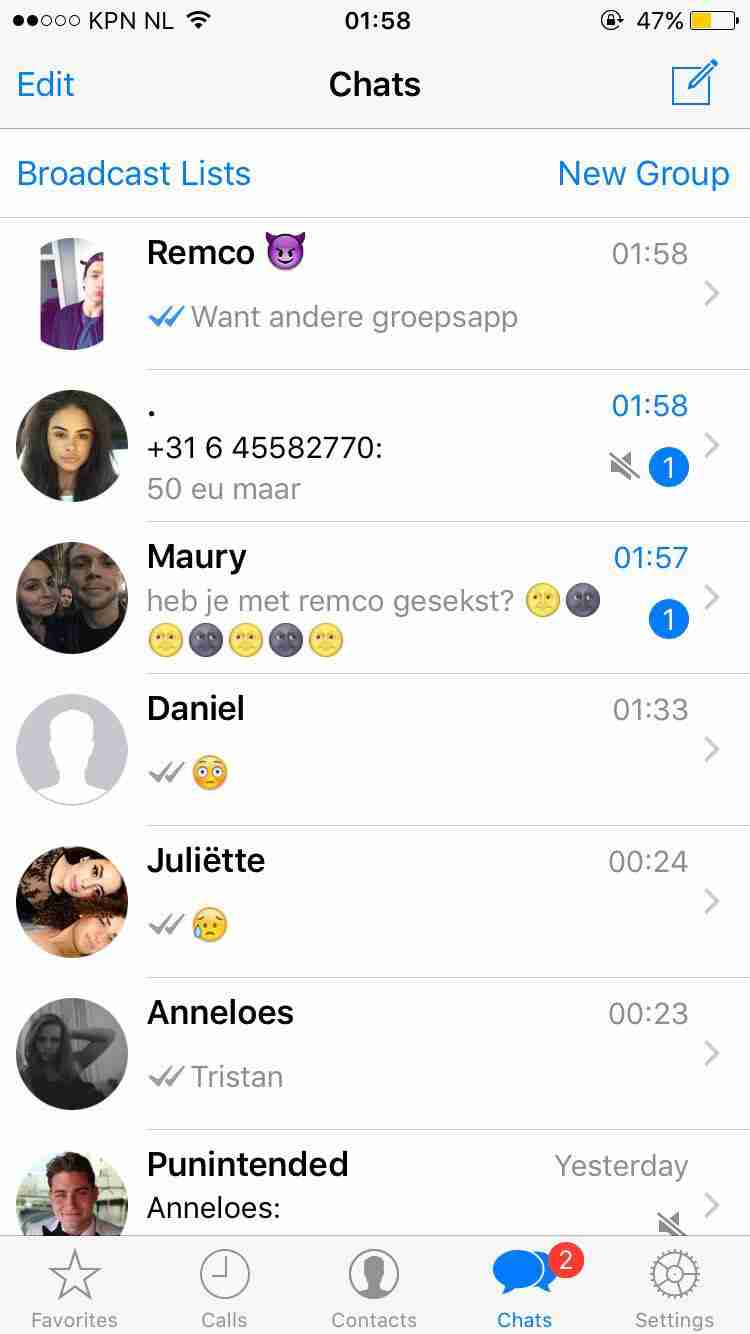 KPN NL 01:58 47%
Edit Chats
Broadcast Lists New Group
Remco 😈 01:58
Want andere groepsapp
. 01:58
+31 6 45582770:
50 eu maar 1
Maury 01:57
heb je met remco gesekst? 🌝🌚
🌝🌚🌝🌚🌝 1
Daniel 01:33
😳
Juliëtte 00:24
😥
Anneloes 00:23
Tristan
Punintended Yesterday
Anneloes:
2
Favorites Calls Contacts Chats Settings